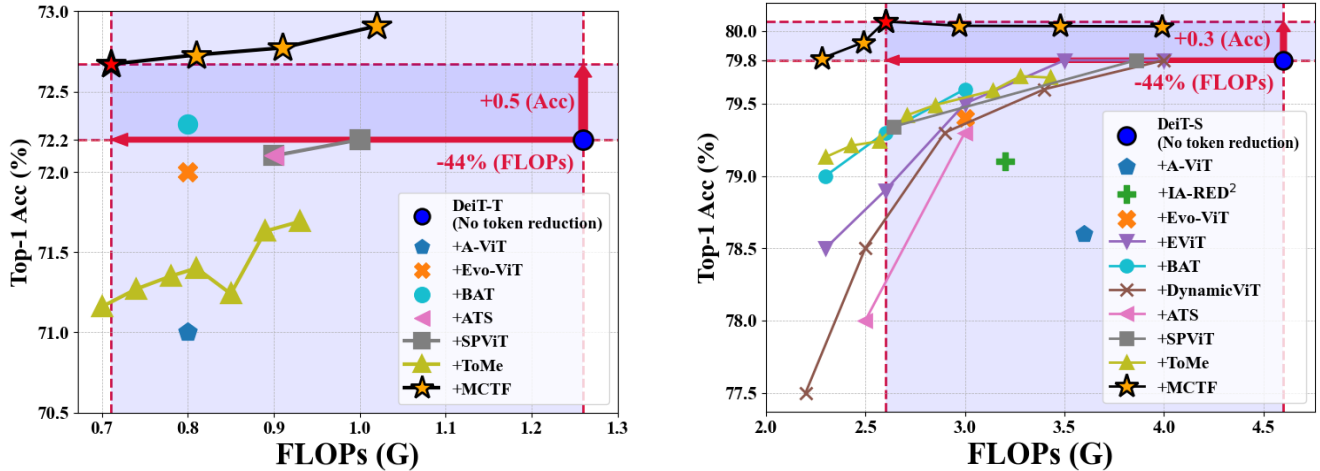 73.0
72.5
72.2
72.0
71.5
71.0
70.5
Top-1 Acc (%)
0.7 0.8 0.9 1.0 1.1 1.2 1.3
FLOPs (G)
+0.5 (Acc)
-44% (FLOPs)
DeiT-T
(No token reduction)
+A-ViT
+Evo-ViT
+BAT
+ATS
+SPViT
+ToMe
+MCTF
80.0
79.8
79.5
79.0
78.5
78.0
77.5
Top-1 Acc (%)
2.0 2.5 3.0 3.5 4.0 4.5
FLOPs (G)
+0.3 (Acc)
-44% (FLOPs)
DeiT-S
(No token reduction)
+A-ViT
+IA-RED²
+Evo-ViT
+EViT
+BAT
+DynamicViT
+ATS
+SPViT
+ToMe
+MCTF